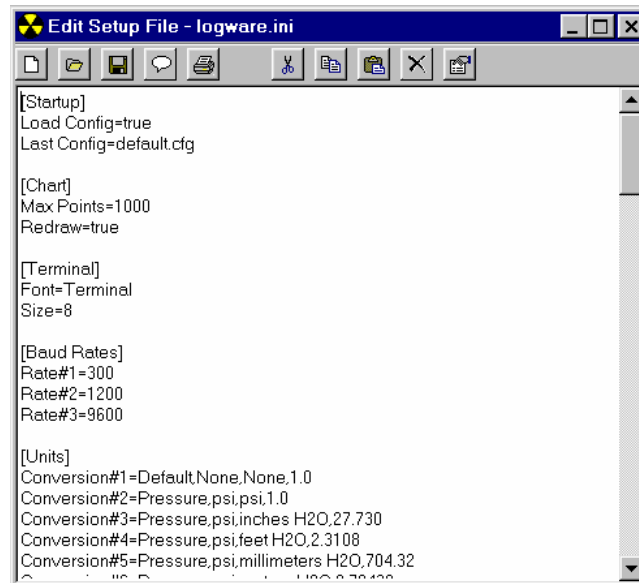 Edit Setup File - logware.ini
[Startup]
Load Config=true
Last Config=default.cfg
[Chart]
Max Points=1000
Redraw=true
[Terminal]
Font=Terminal
Size=8
[Baud Rates]
Rate#1=300
Rate#2=1200
Rate#3=9600
[Units]
Conversion#1=Default,None,None,1.0
Conversion#2=Pressure,psi,psi,1.0
Conversion#3=Pressure,psi,inches H2O,27.730
Conversion#4=Pressure,psi,feet H2O,2.3108
Conversion#5=Pressure,psi,millimeters H2O,704.32